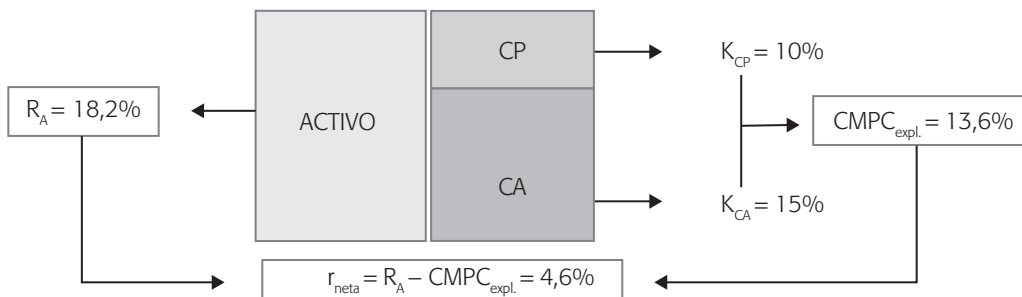 CP
K_CP = 10%
R_A = 18,2%
ACTIVO
CMPC_expl. = 13,6%
CA
K_CA = 15%
r_neta = R_A – CMPC_expl. = 4,6%